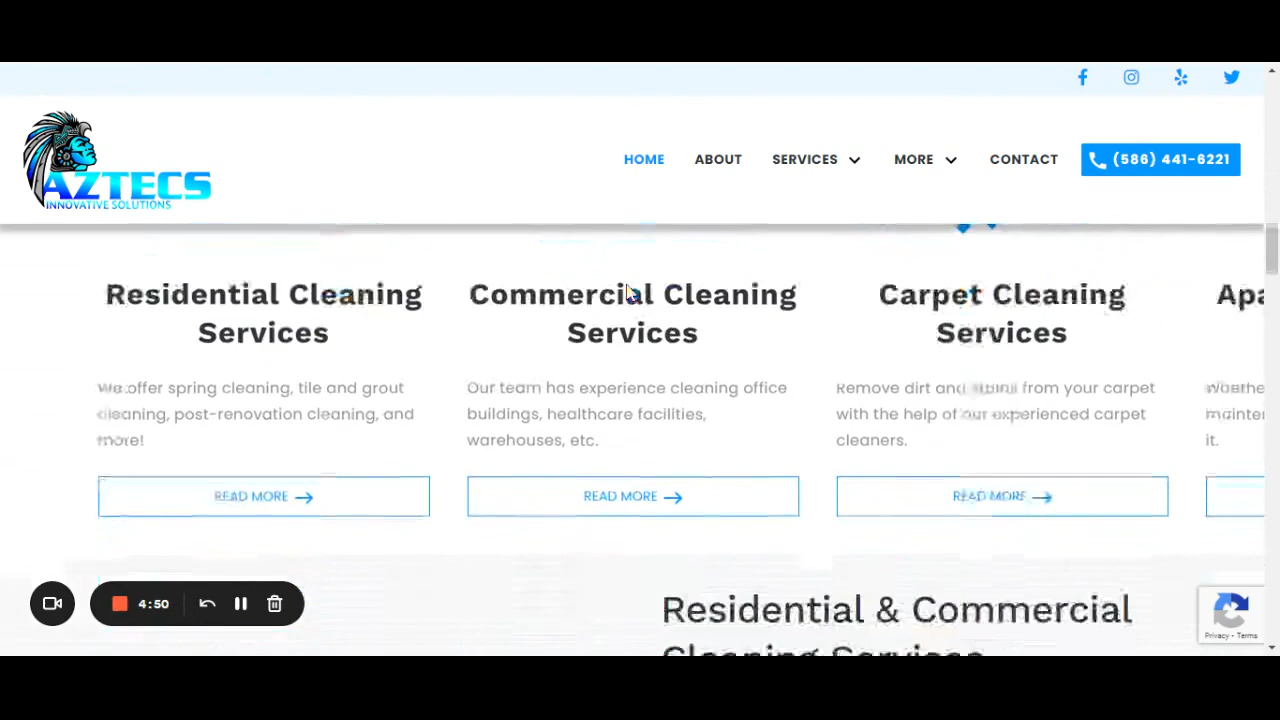 AZTECS
INNOVATIVE SOLUTIONS
HOME ABOUT SERVICES MORE CONTACT (586) 441-6221
Residential Cleaning
Services
We offer spring cleaning, tile and grout
cleaning, post-renovation cleaning, and
more!
READ MORE
Commercial Cleaning
Services
Our team has experience cleaning office
buildings, healthcare facilities,
warehouses, etc.
READ MORE
Carpet Cleaning
Services
Remove dirt and from your carpet
with the help of our experienced carpet
cleaners.
READ MORE
it.
4:50
Residential & Commercial
Cleaning Services
Privacy - Terms